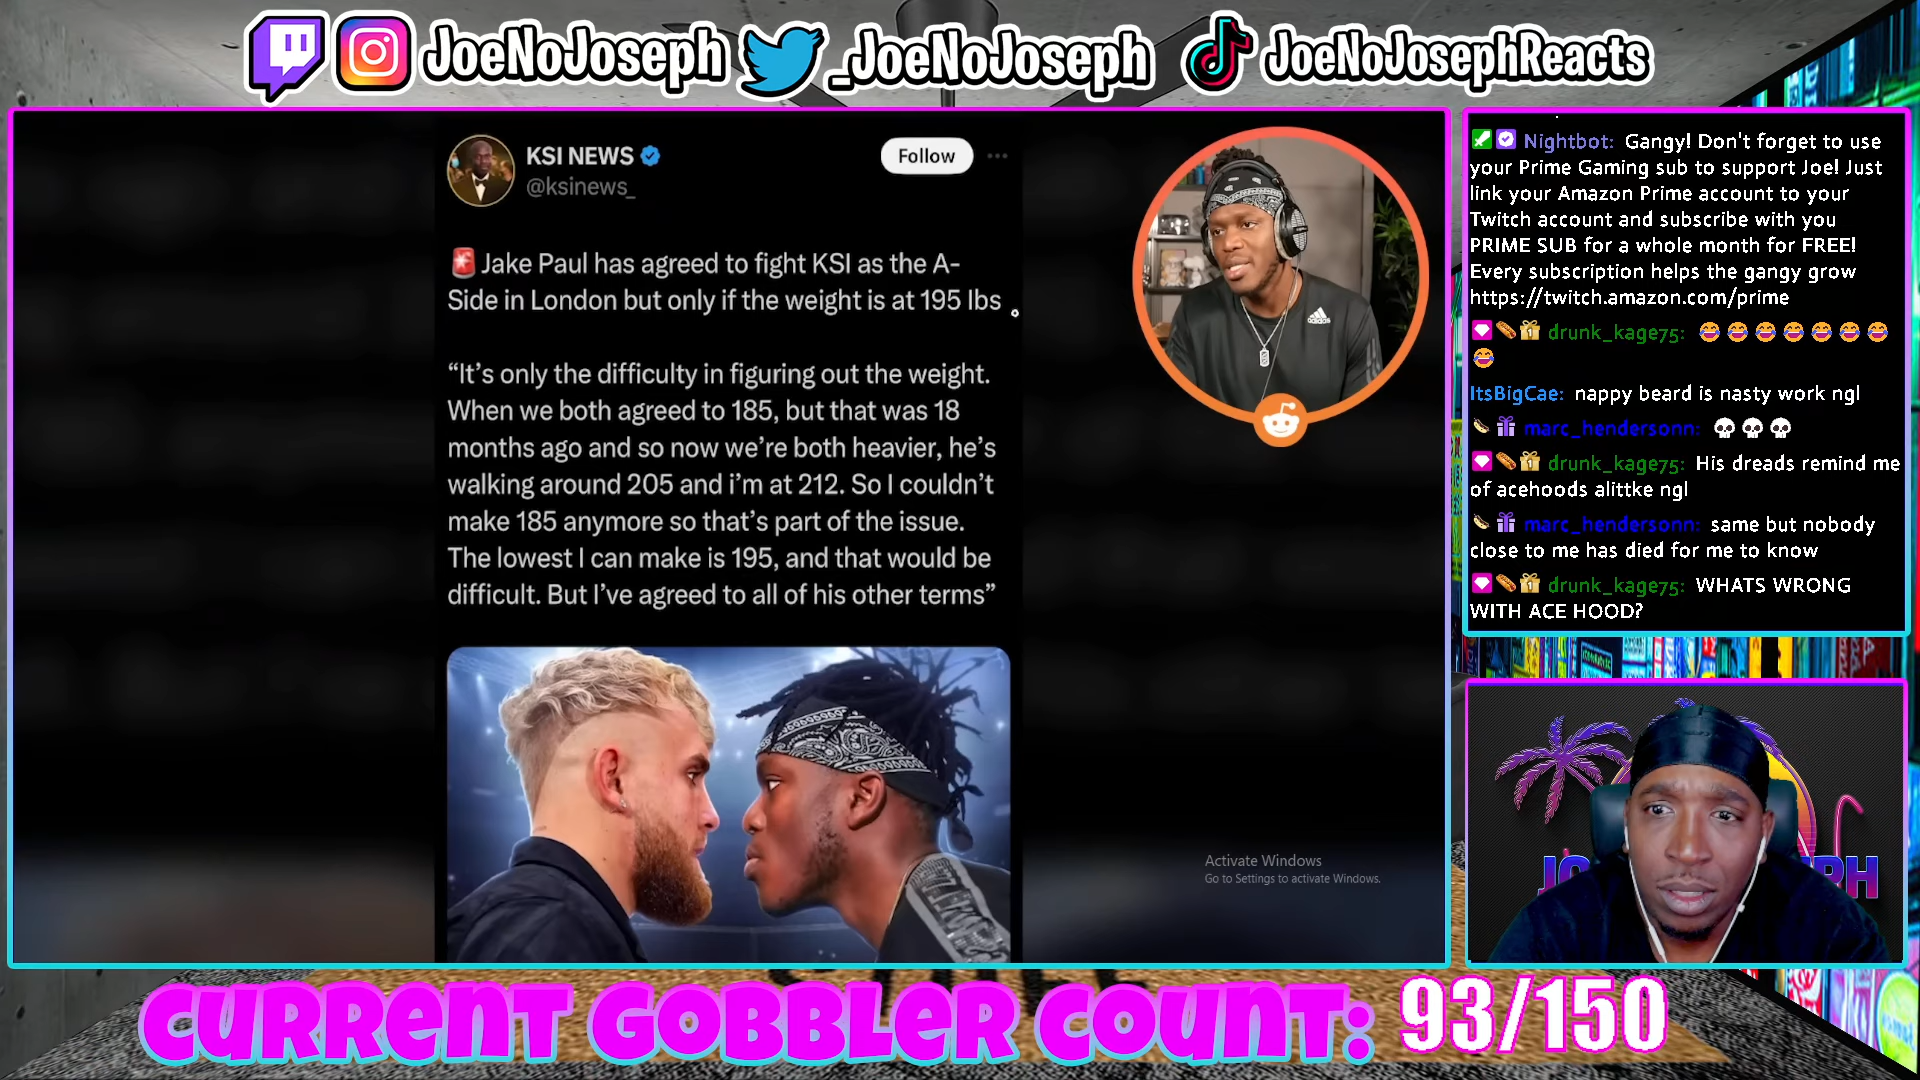 JoeNoJoseph
_JoeNoJoseph
JoeNoJosephReacts
KSI NEWS
@ksinews_
Follow
Jake Paul has agreed to fight KSI as the A-
Side in London but only if the weight is at 195 lbs
“It’s only the difficulty in figuring out the weight.
When we both agreed to 185, but that was 18
months ago and so now we’re both heavier, he’s
walking around 205 and i’m at 212. So I couldn’t
make 185 anymore so that’s part of the issue.
The lowest I can make is 195, and that would be
difficult. But I’ve agreed to all of his other terms”
Activate Windows
Go to Settings to activate Windows.
Nightbot: Gangy! Don't forget to use
your Prime Gaming sub to support Joe! Just
link your Amazon Prime account to your
Twitch account and subscribe with you
PRIME SUB for a whole month for FREE!
Every subscription helps the gangy grow
https://twitch.amazon.com/prime
drunk_kage75: 😂 😂 😂 😂 😂 😂 😂
😂
ItsBigCae: nappy beard is nasty work ngl
marc_hendersonn: 💀 💀 💀
drunk_kage75: His dreads remind me
of acehoods alittke ngl
marc_hendersonn: same but nobody
close to me has died for me to know
drunk_kage75: WHATS WRONG
WITH ACE HOOD?
CURRENT GOBBLER COUNT: 93/150